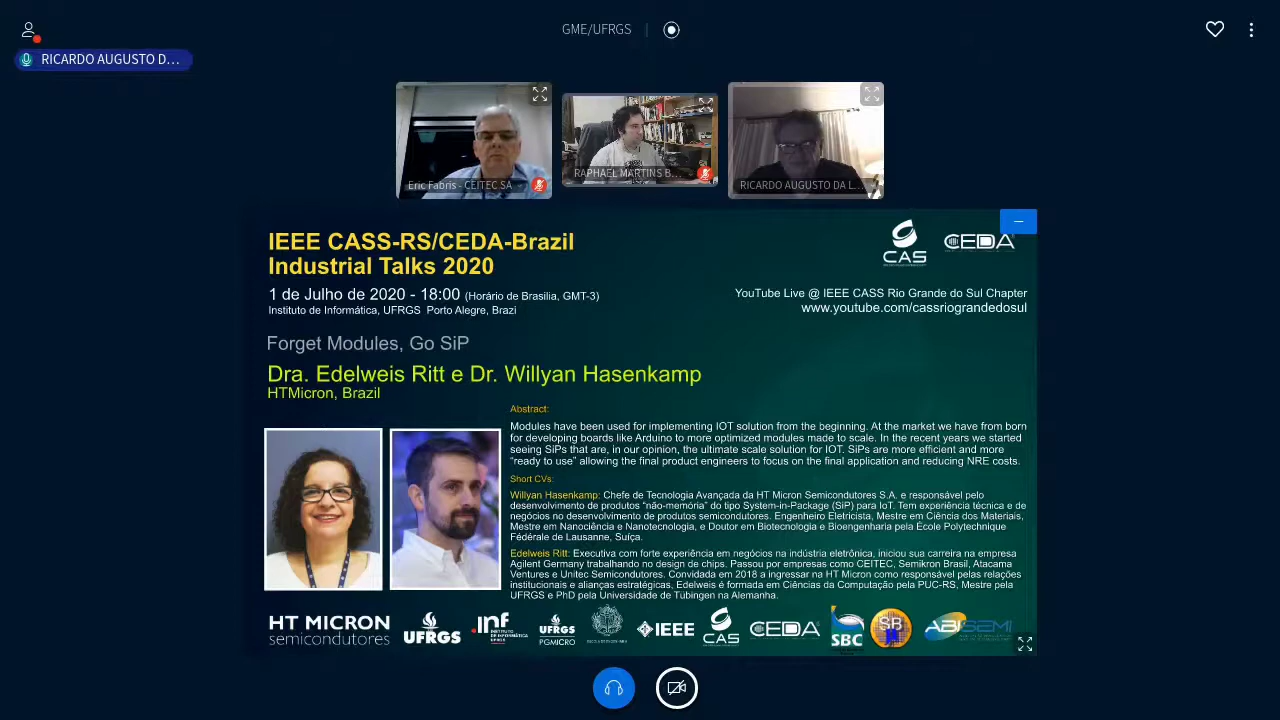 GME/UFRGS
RICARDO AUGUSTO D…
Eric Fabris - CEITEC SA
RAPHAEL MARTINS B…
RICARDO AUGUSTO DA L…
IEEE CASS-RS/CEDA-Brazil
Industrial Talks 2020
CAS
CEDA
1 de Julho de 2020 - 18:00 (Horário de Brasilia, GMT-3)
Instituto de Informática, UFRGS Porto Alegre, Brazi
YouTube Live @ IEEE CASS Rio Grande do Sul Chapter
www.youtube.com/cassriograndedosul
Forget Modules, Go SiP
Dra. Edelweis Ritt e Dr. Willyan Hasenkamp
HTMicron, Brazil
Abstract:
Modules have been used for implementing IOT solution from the beginning. At the market we have from born
for developing boards like Arduino to more optimized modules made to scale. In the recent years we started
seeing SiPs that are, in our opinion, the ultimate scale solution for IOT. SiPs are more efficient and more
“ready to use” allowing the final product engineers to focus on the final application and reducing NRE costs.
Short CVs:
Willyan Hasenkamp: Chefe de Tecnologia Avançada da HT Micron Semicondutores S.A. e responsável pelo
desenvolvimento de produtos “não-memória” do tipo System-in-Package (SiP) para IoT. Tem experiência técnica e de
negócios no desenvolvimento de produtos semicondutores. Engenheiro Eletricista, Mestre em Ciência dos Materiais,
Mestre em Nanociência e Nanotecnologia, e Doutor em Biotecnologia e Bioengenharia pela École Polytechnique
Fédérale de Lausanne, Suíça.
Edelweis Ritt: Executiva com forte experiência em negócios na indústria eletrônica, iniciou sua carreira na empresa
Agilent Germany trabalhando no design de chips. Passou por empresas como CEITEC, Semikron Brasil, Atacama
Ventures e Unitec Semicondutores. Convidada em 2018 a ingressar na HT Micron como responsável pelas relações
institucionais e alianças estratégicas. Edelweis é formada em Ciências da Computação pela PUC-RS, Mestre pela
UFRGS e PhD pela Universidade de Tübingen na Alemanha.
HT MICRON
semicondutores
UFRGS
inf
INSTITUTO
DE INFORMÁTICA
UFRGS
UFRGS
PGMICRO
IEEE
CAS
CEDA
SBC
SB
ABISEMI